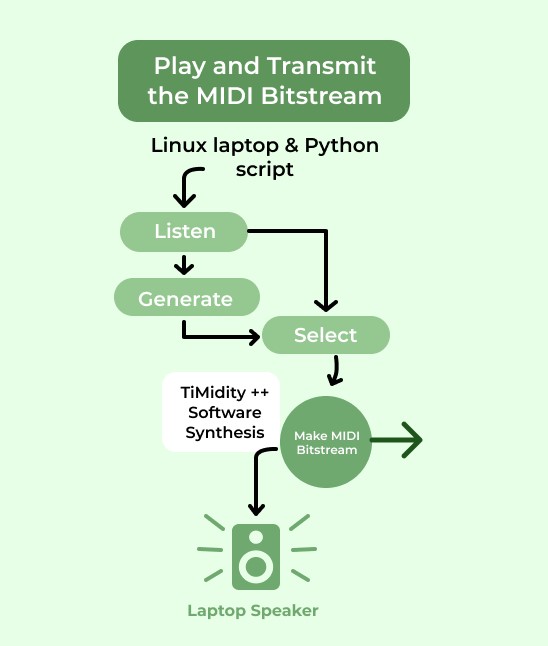 Play and Transmit
the MIDI Bitstream
Linux laptop & Python
script
Listen
Generate
Select
TiMidity ++
Software
Synthesis
Make MIDI
Bitstream
Laptop Speaker